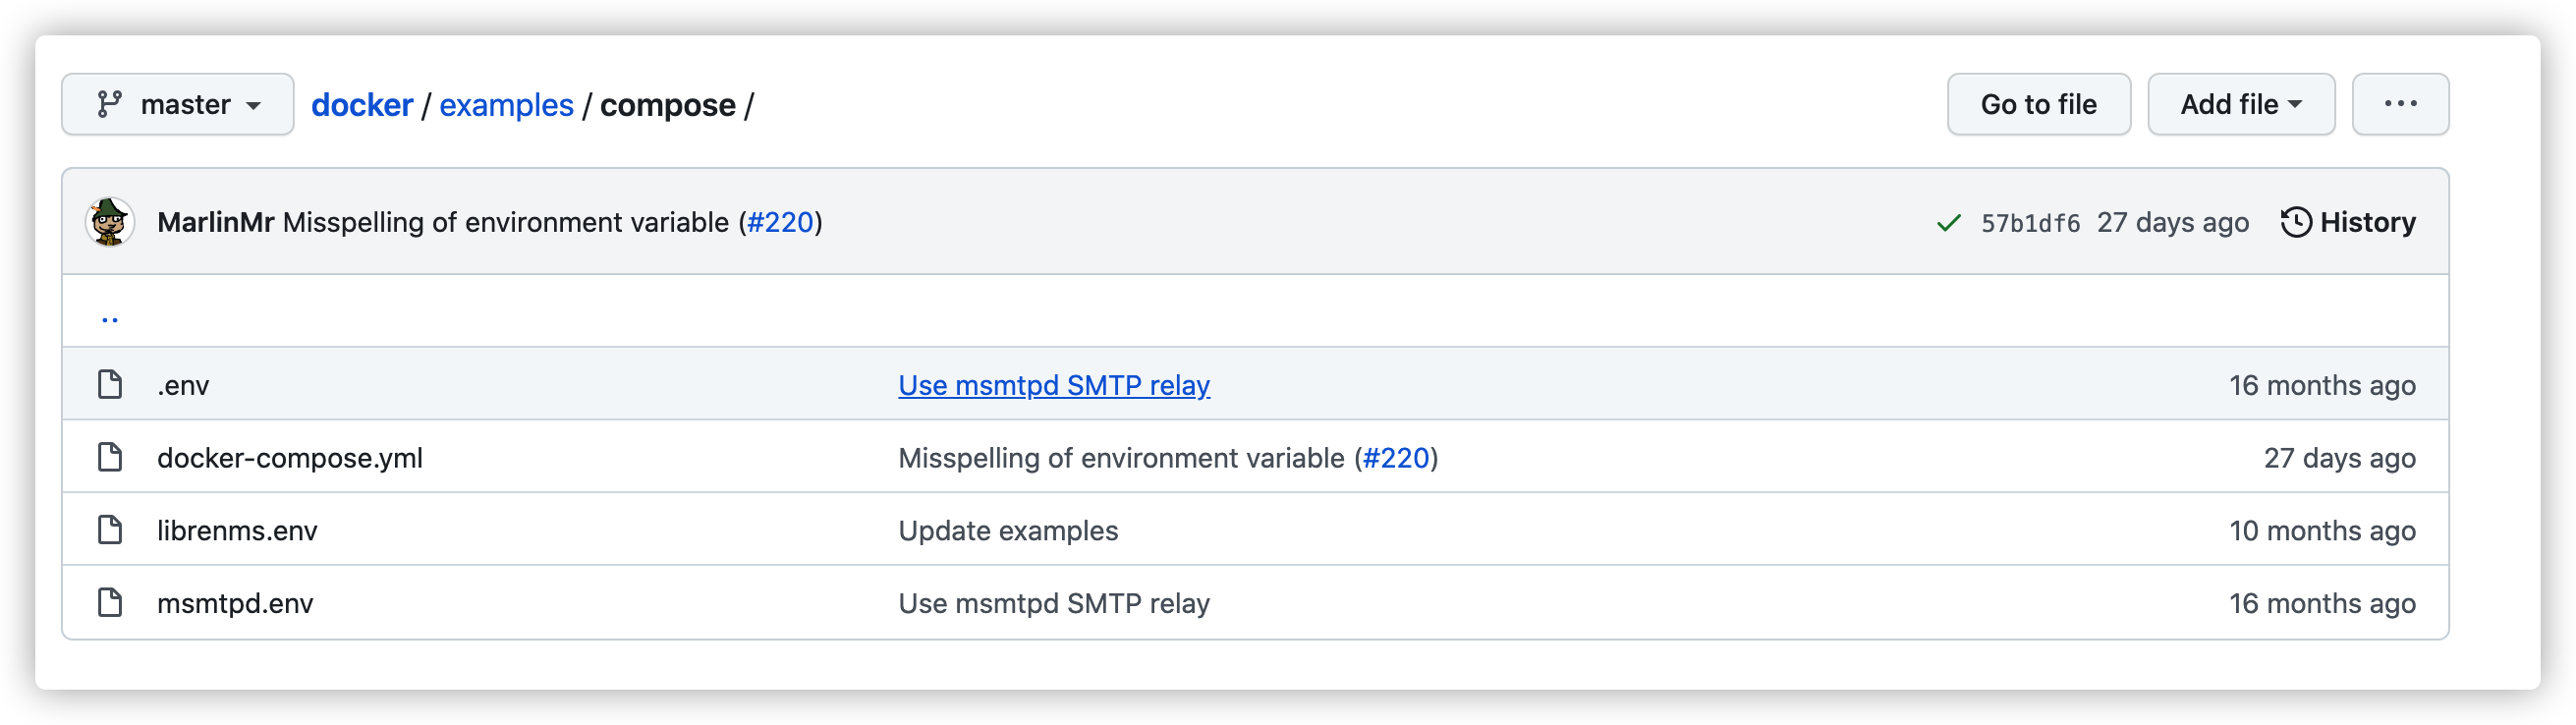 master docker / examples / compose / Go to file Add file ...
MarlinMr Misspelling of environment variable (#220) 57b1df6 27 days ago History
..
.env Use msmtpd SMTP relay 16 months ago
docker-compose.yml Misspelling of environment variable (#220) 27 days ago
librenms.env Update examples 10 months ago
msmtpd.env Use msmtpd SMTP relay 16 months ago